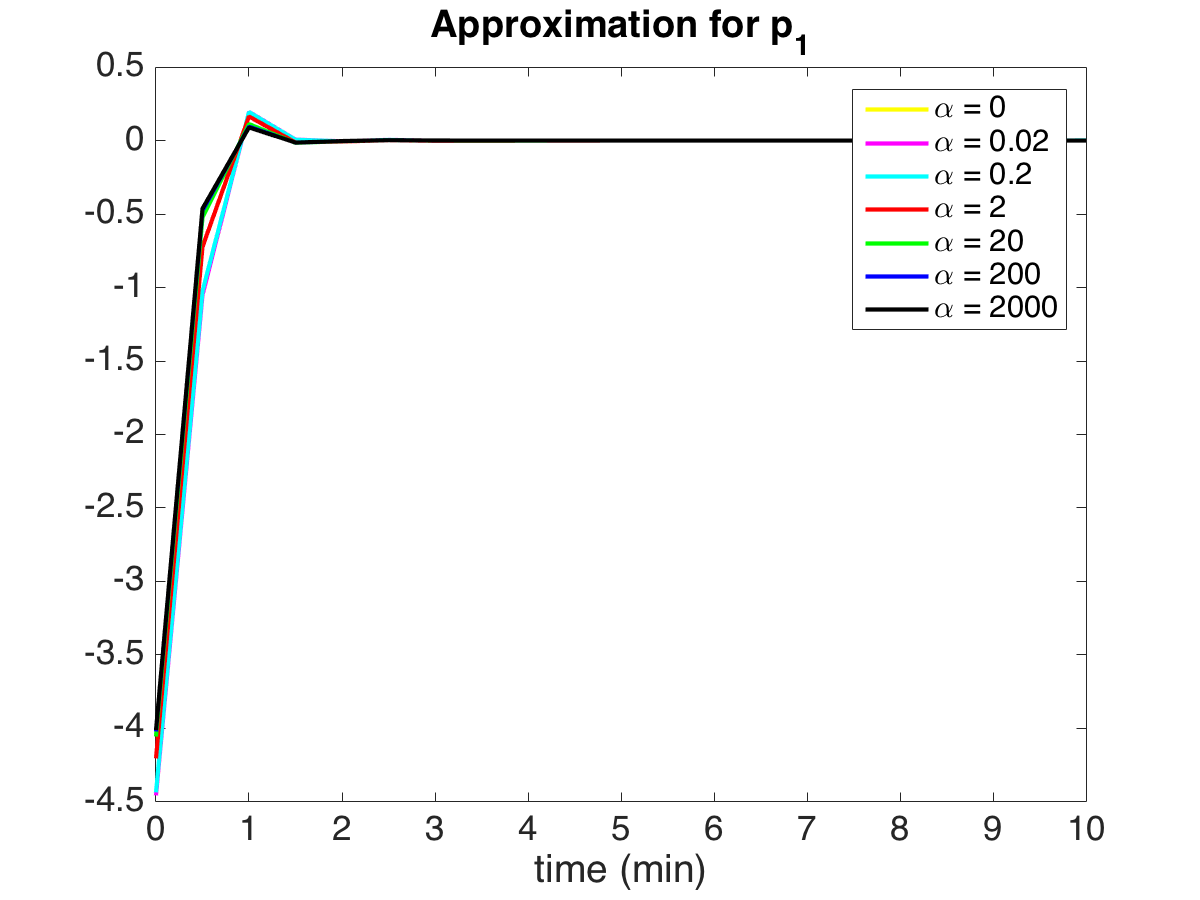 Approximation for p₁
0.5
0
-0.5
-1
-1.5
-2
-2.5
-3
-3.5
-4
-4.5
α = 0
α = 0.02
α = 0.2
α = 2
α = 20
α = 200
α = 2000
0 1 2 3 4 5 6 7 8 9 10
time (min)